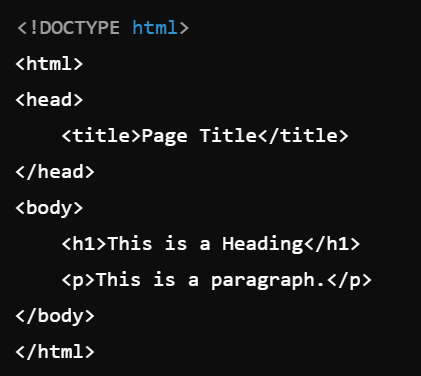 <!DOCTYPE html>
<html>
<head>
    <title>Page Title</title>
</head>
<body>
    <h1>This is a Heading</h1>
    <p>This is a paragraph.</p>
</body>
</html>